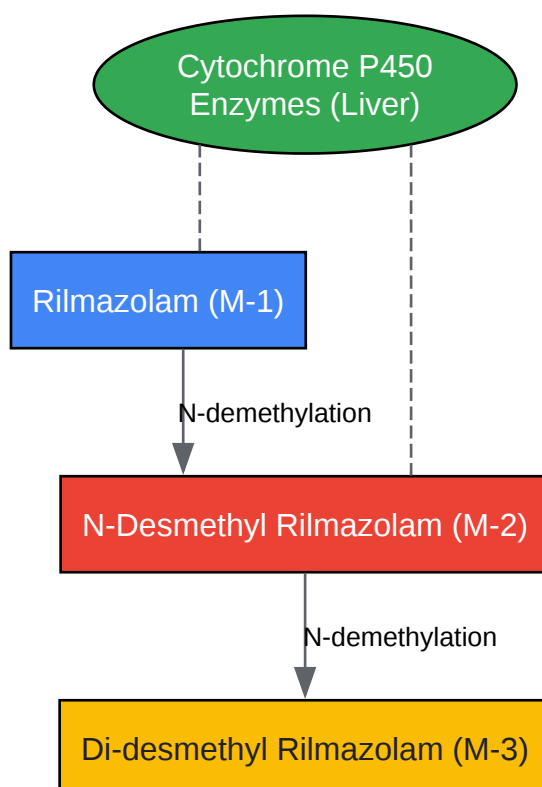 Cytochrome P450
Enzymes (Liver)
Rilmazolam (M-1)
N-demethylation
N-Desmethyl Rilmazolam (M-2)
N-demethylation
Di-desmethyl Rilmazolam (M-3)